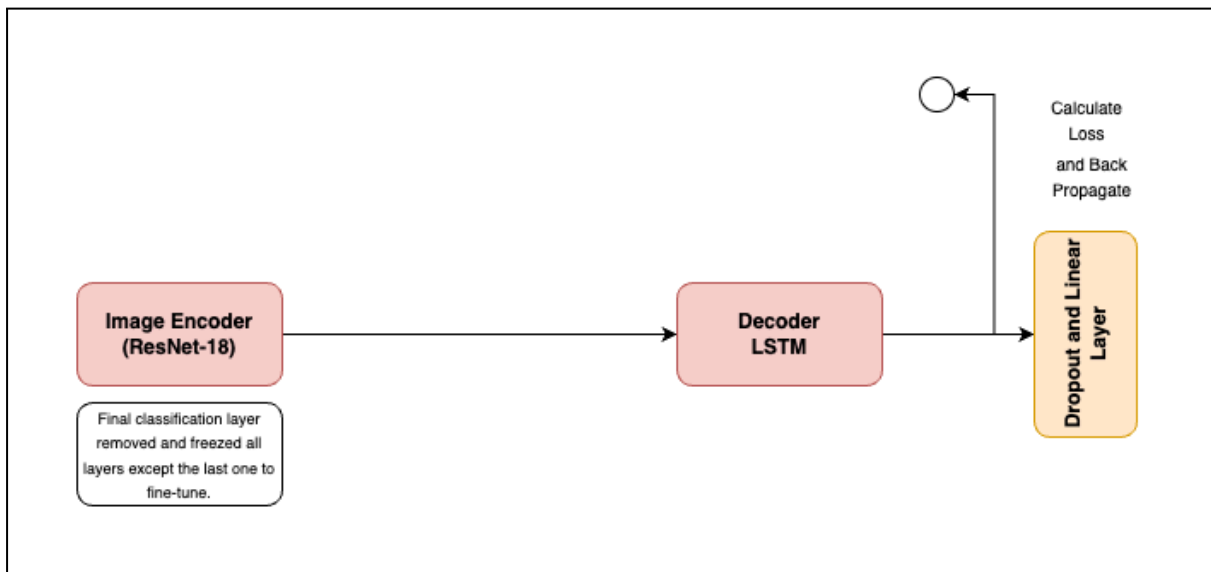 Image Encoder
(ResNet-18)
Final classification layer
removed and freezed all
layers except the last one to
fine-tune.
Decoder
LSTM
Calculate
Loss
and Back
Propagate
Dropout and Linear
Layer